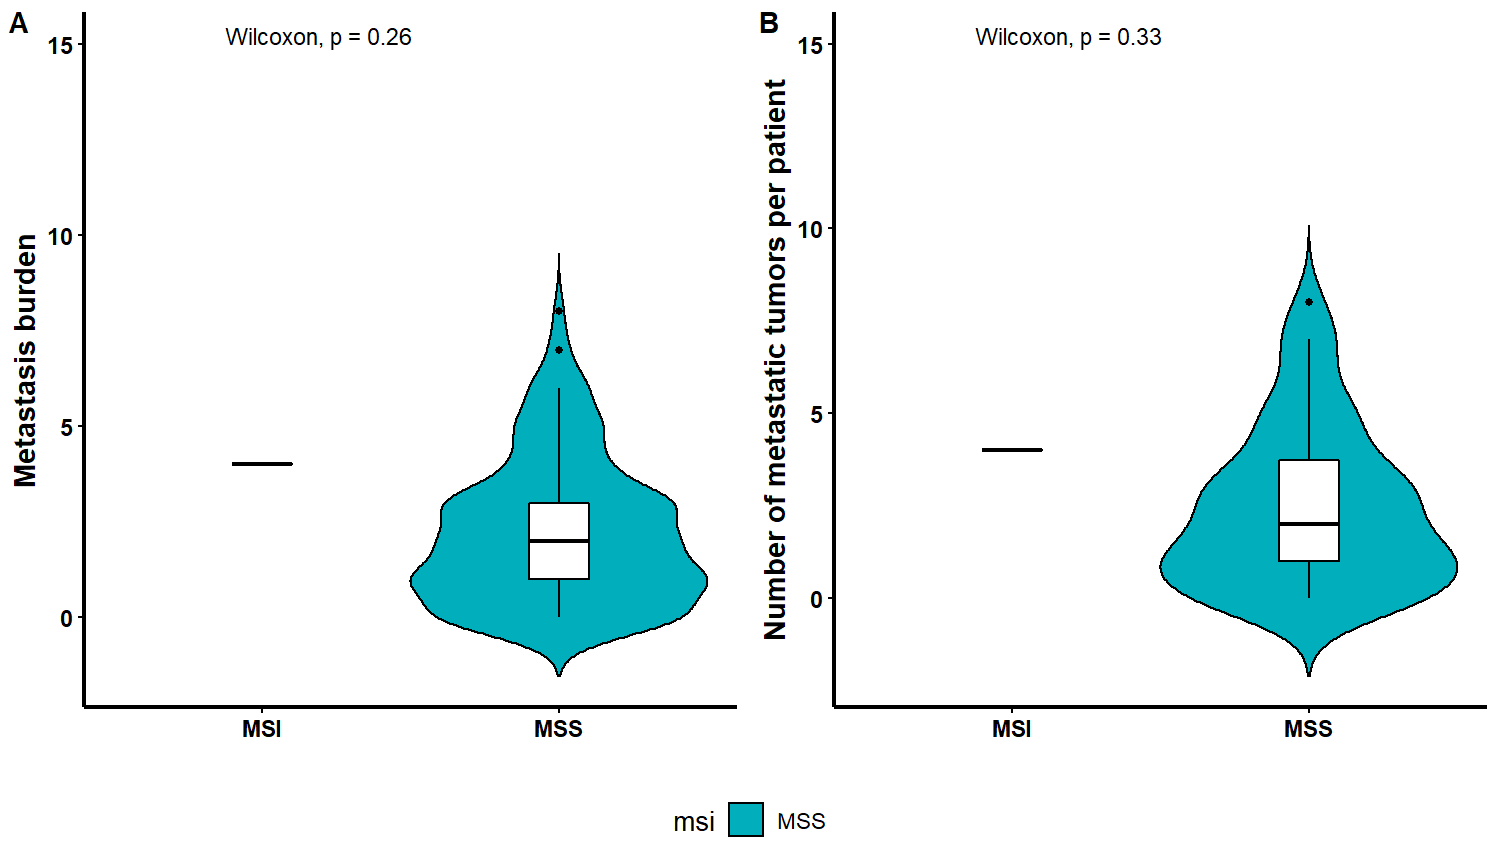 A
Wilcoxon, p = 0.26
Metastasis burden
15
10
5
0
MSI
MSS
B
Wilcoxon, p = 0.33
Number of metastatic tumors per patient
15
10
5
0
MSI
MSS
msi
MSS